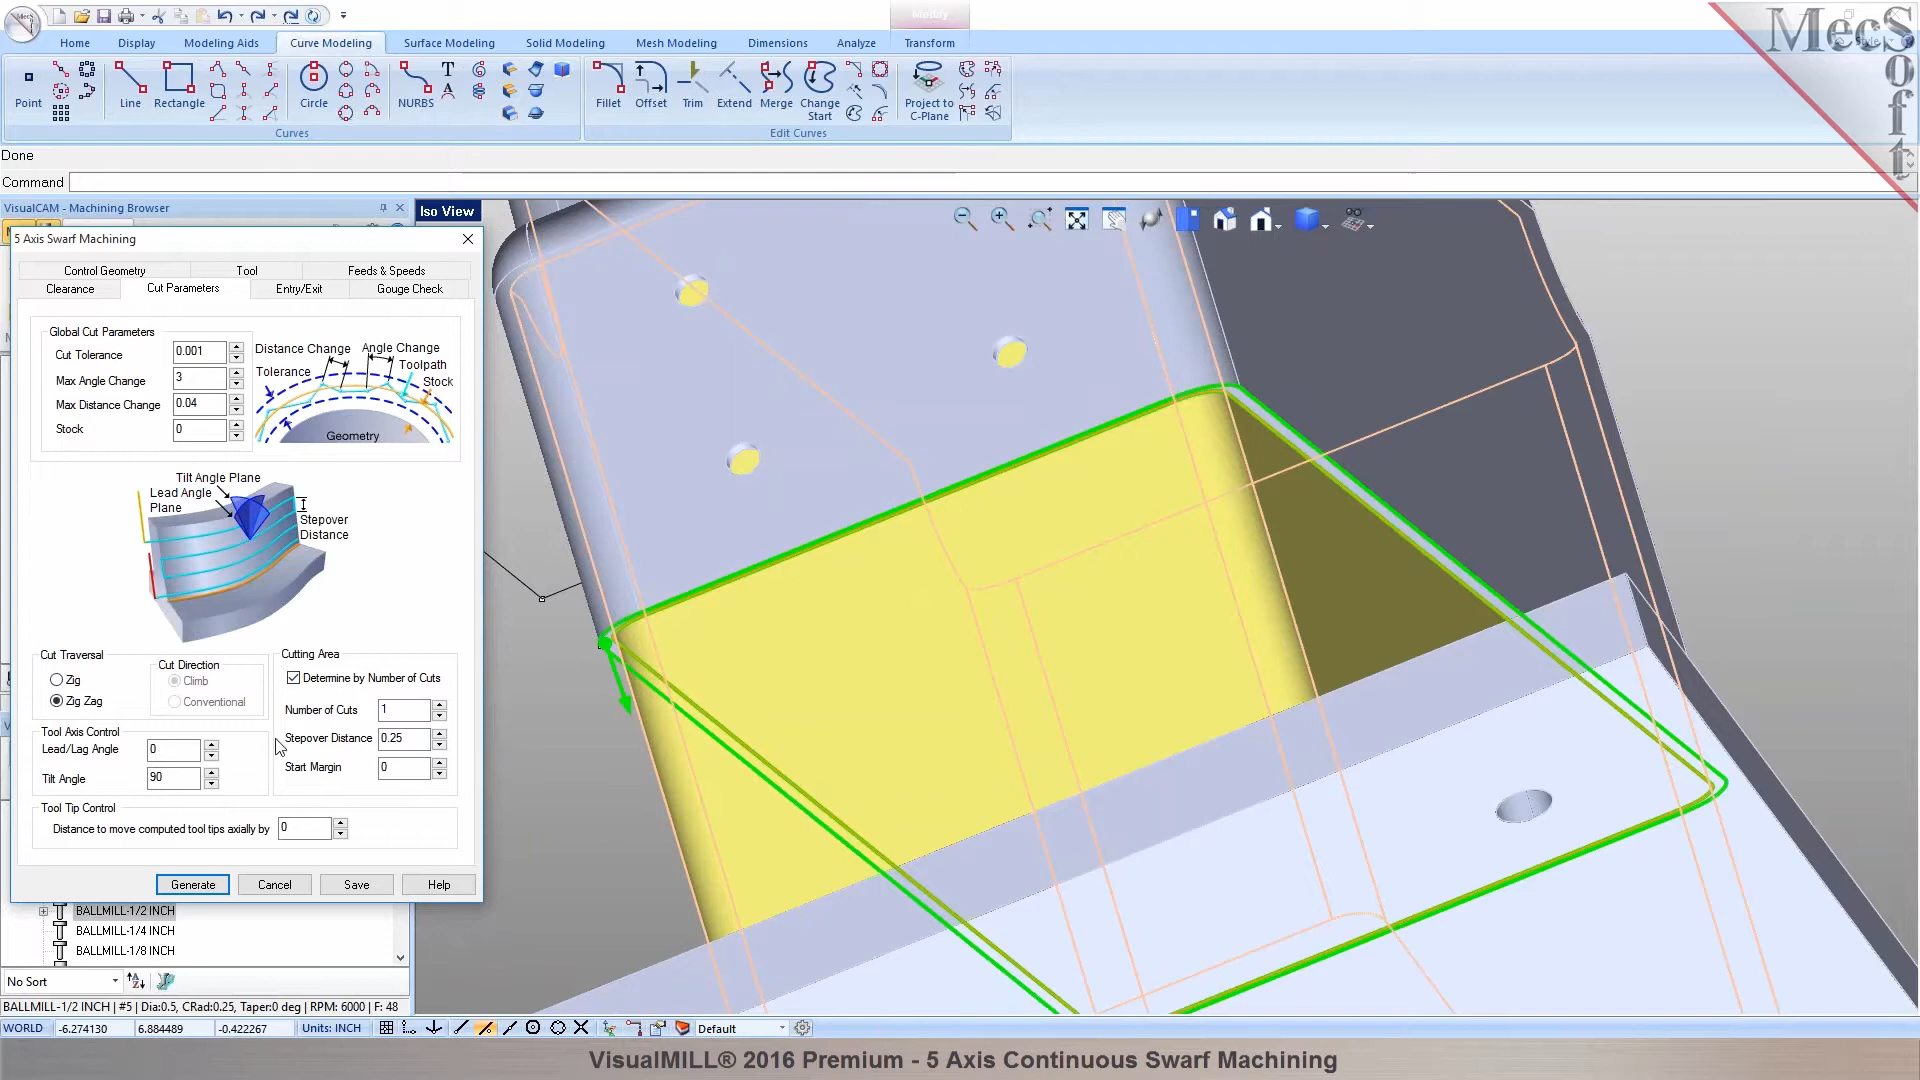 Modify
MecSoft
Home
Display
Modeling Aids
Curve Modeling
Surface Modeling
Solid Modeling
Mesh Modeling
Dimensions
Analyze
Transform
Point
Line
Rectangle
Circle
NURBS
Fillet
Offset
Trim
Extend
Merge
Change
Start
Project to
C-Plane
Curves
Edit Curves
Done
Command
VisualCAM - Machining Browser
Iso View
5 Axis Swarf Machining
Control Geometry
Tool
Feeds & Speeds
Clearance
Cut Parameters
Entry/Exit
Gouge Check
Global Cut Parameters
Cut Tolerance 0.001
Max Angle Change 3
Max Distance Change 0.04
Stock 0
Distance Change
Angle Change
Tolerance
Toolpath
Stock
Geometry
Tilt Angle Plane
Lead Angle
Plane
Stepover
Distance
Cut Traversal
Zig
Zig Zag
Cut Direction
Climb
Conventional
Cutting Area
Determine by Number of Cuts
Number of Cuts 1
Stepover Distance 0.25
Start Margin 0
Tool Axis Control
Lead/Lag Angle 0
Tilt Angle 90
Tool Tip Control
Distance to move computed tool tips axially by 0
Generate
Cancel
Save
Help
BALLMILL-1/2 INCH
BALLMILL-1/4 INCH
BALLMILL-1/8 INCH
No Sort
BALLMILL-1/2 INCH | #5 | Dia:0.5, CRad:0.25, Taper:0 deg | RPM: 6000 | F: 48
WORLD -6.274130 6.884489 -0.422267 Units: INCH Default
VisualMILL® 2016 Premium - 5 Axis Continuous Swarf Machining